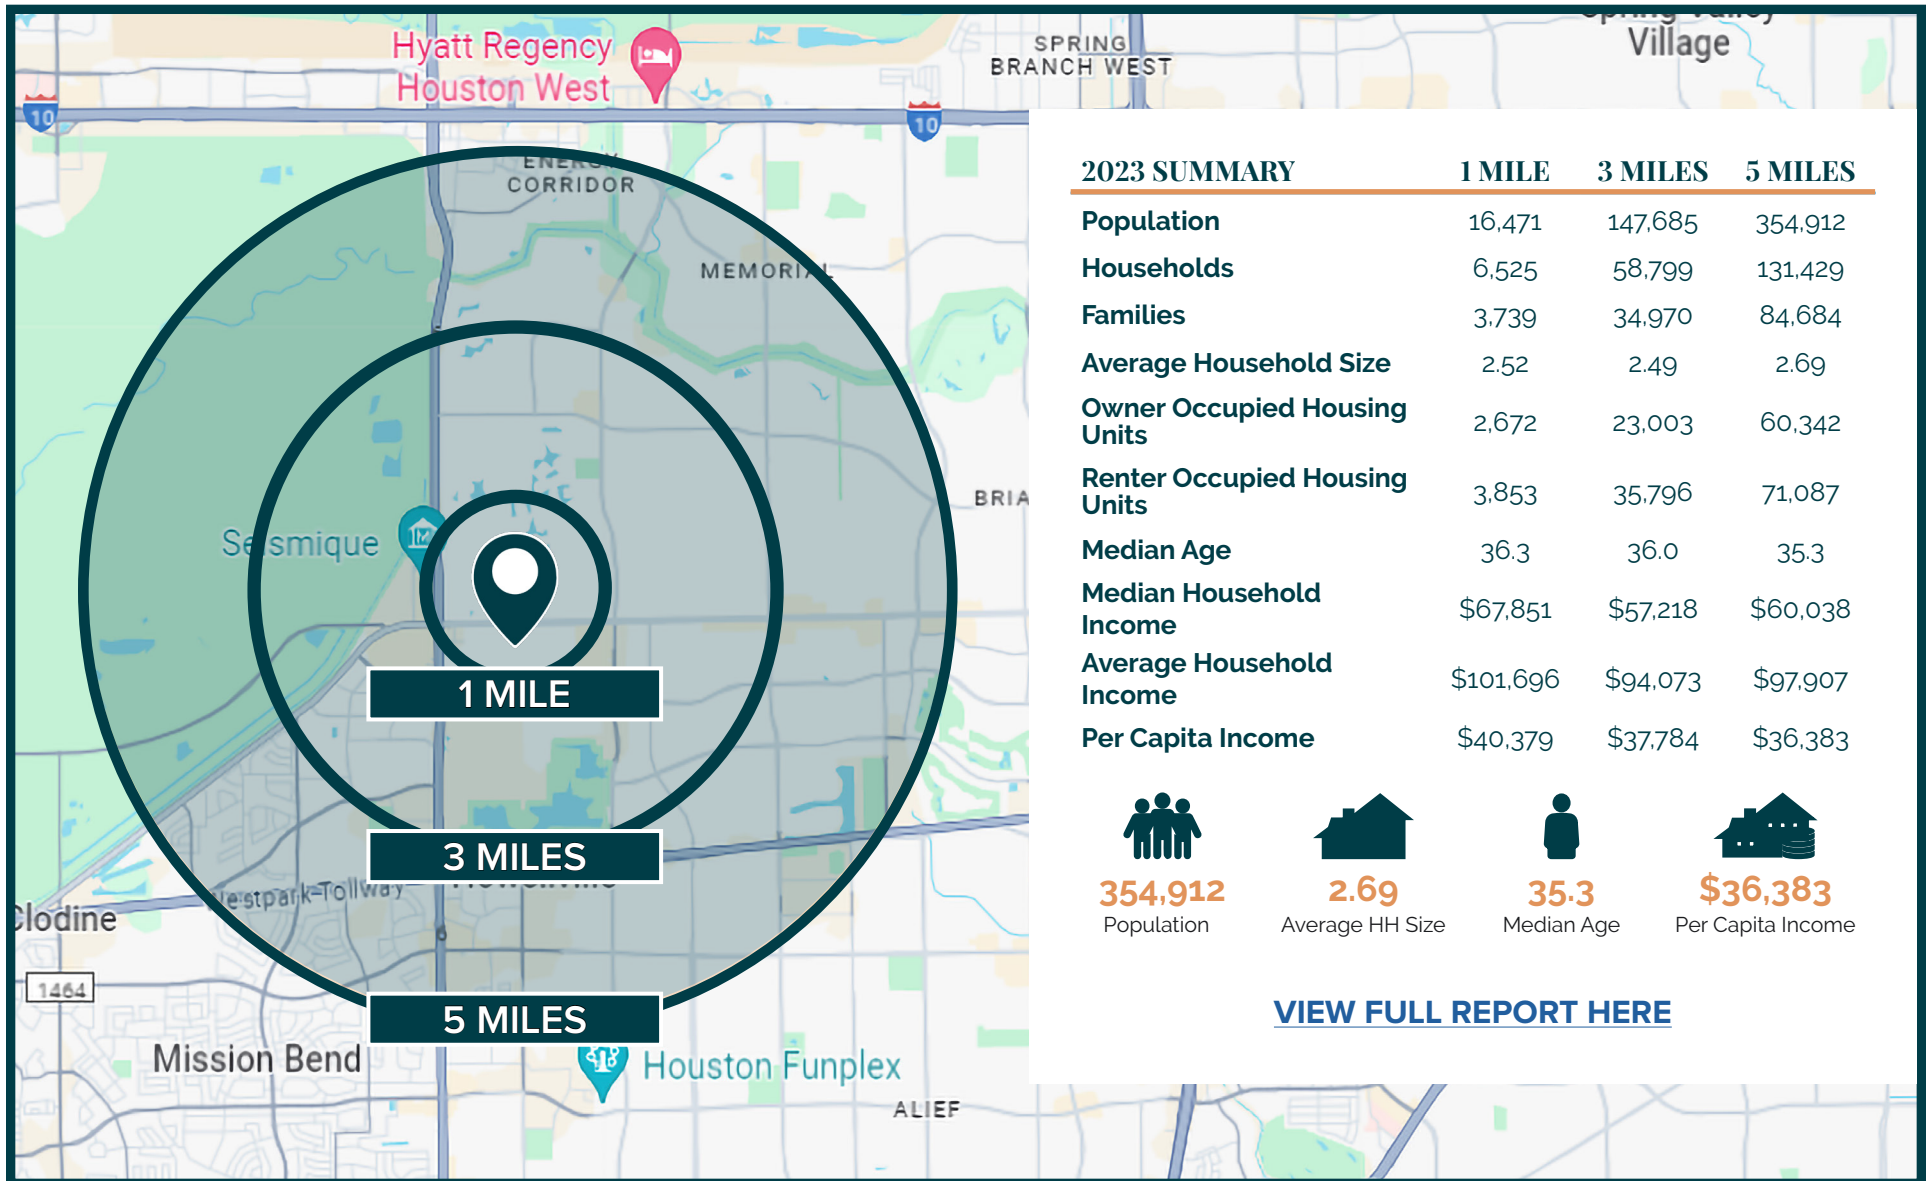 Hyatt Regency
Houston West
SPRING
BRANCH WEST
Spring Valley
Village
10
10
ENERGY
CORRIDOR
MEMORIAL
BRIA
Seismique
1 MILE
3 MILES
Westpark Tollway
Clodine
1464
5 MILES
Mission Bend
Houston Funplex
ALIEF
2023 SUMMARY 1 MILE 3 MILES 5 MILES
Population 16,471 147,685 354,912
Households 6,525 58,799 131,429
Families 3,739 34,970 84,684
Average Household Size 2.52 2.49 2.69
Owner Occupied Housing
Units 2,672 23,003 60,342
Renter Occupied Housing
Units 3,853 35,796 71,087
Median Age 36.3 36.0 35.3
Median Household
Income $67,851 $57,218 $60,038
Average Household
Income $101,696 $94,073 $97,907
Per Capita Income $40,379 $37,784 $36,383
354,912 2.69 35.3 $36,383
Population Average HH Size Median Age Per Capita Income
VIEW FULL REPORT HERE